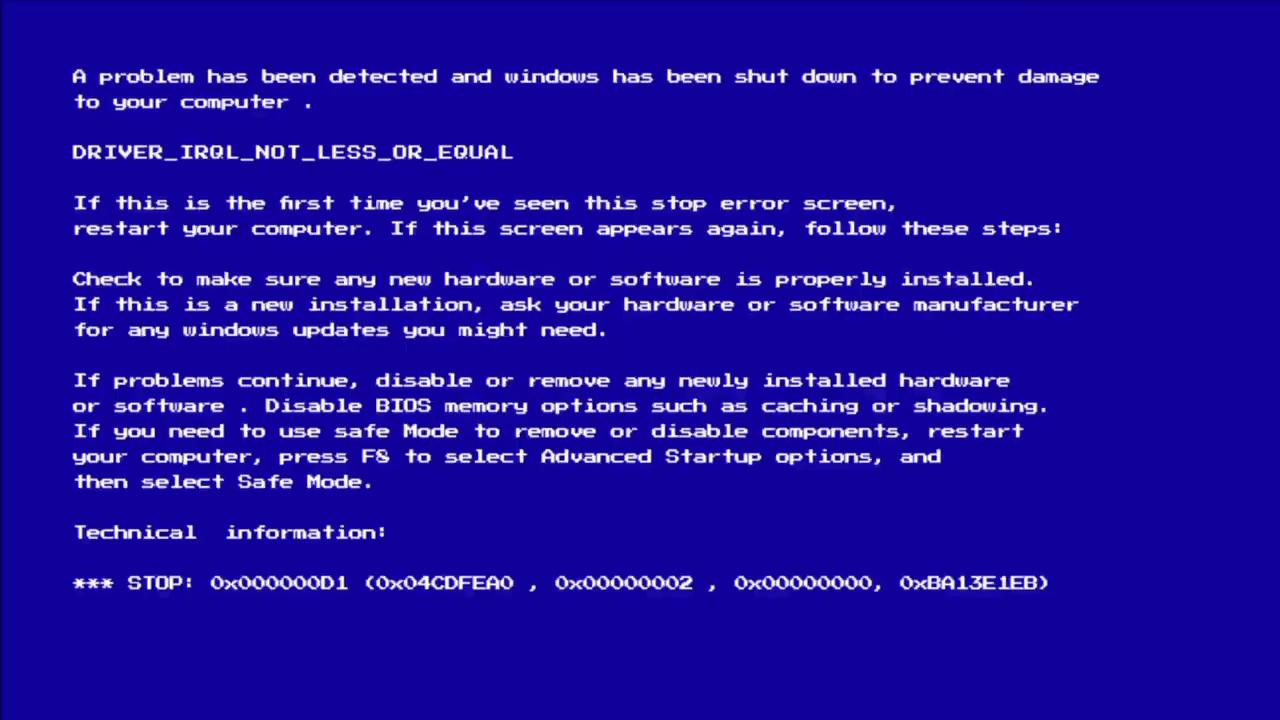 A problem has been detected and windows has been shut down to prevent damage
to your computer .
DRIVER_IRQL_NOT_LESS_OR_EQUAL
If this is the first time you've seen this stop error screen,
restart your computer. If this screen appears again, follow these steps:
Check to make sure any new hardware or software is properly installed.
If this is a new installation, ask your hardware or software manufacturer
for any windows updates you might need.
If problems continue, disable or remove any newly installed hardware
or software . Disable BIOS memory options such as caching or shadowing.
If you need to use safe Mode to remove or disable components, restart
your computer, press F8 to select Advanced Startup options, and
then select Safe Mode.
Technical  information:
*** STOP: 0x000000D1 (0x04CDFEA0 , 0x00000002 , 0x00000000, 0xBA13E1EB)